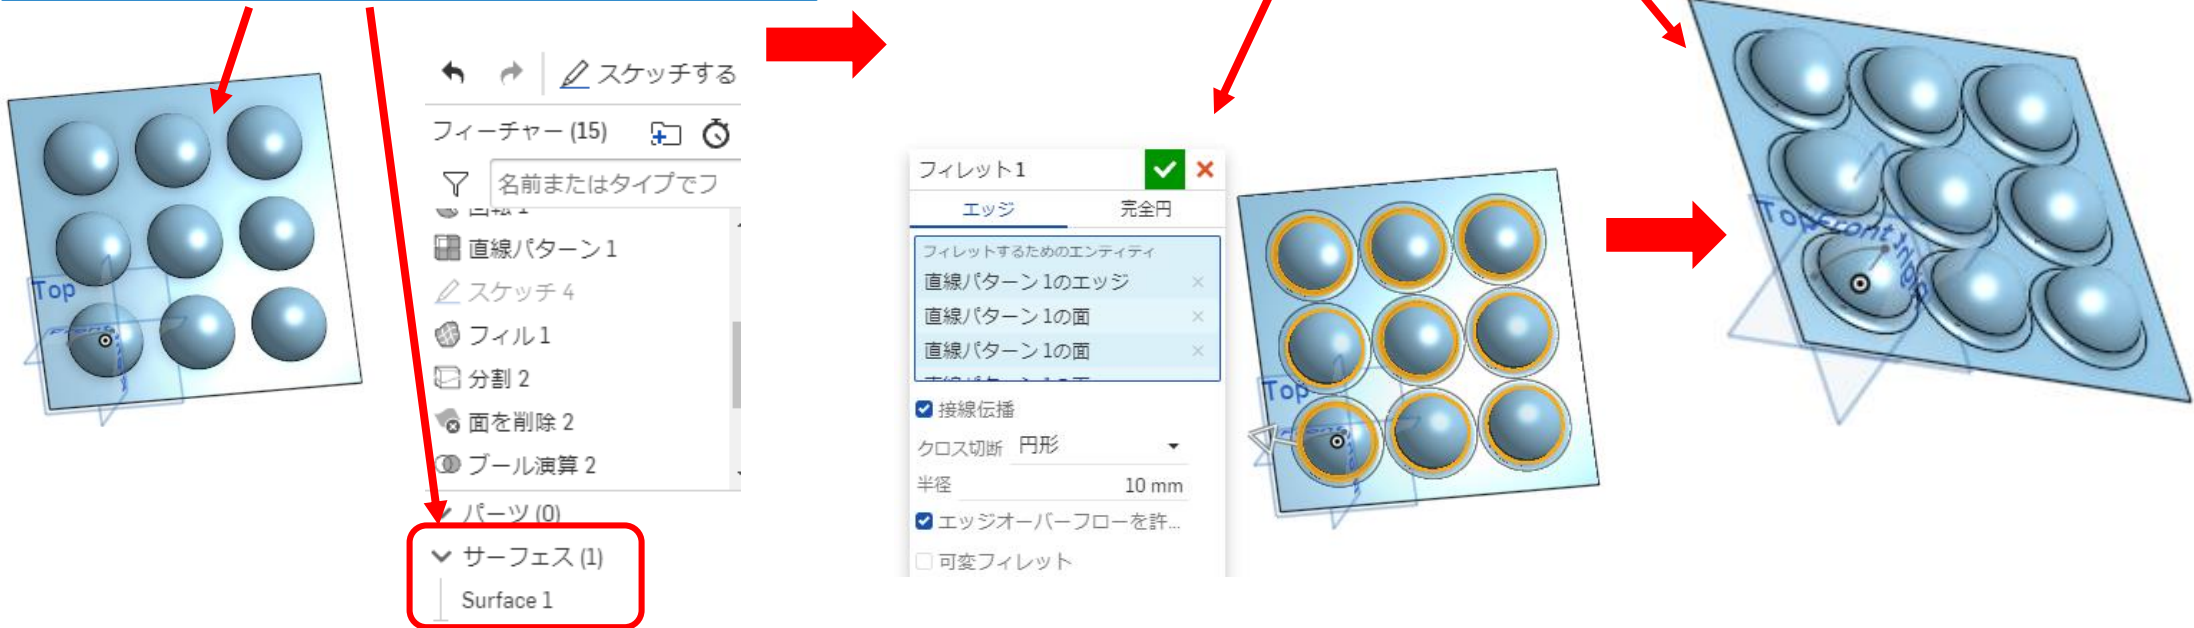 スケッチする
フィーチャー (15)
名前またはタイプでフ
回転 1
直線パターン 1
スケッチ 4
フィル 1
分割 2
面を削除 2
ブール演算 2
パーツ (0)
サーフェス (1)
Surface 1
Top
Front
フィレット 1
エッジ
完全円
フィレットするためのエンティティ
直線パターン 1のエッジ
直線パターン 1の面
直線パターン 1の面
接線伝播
クロス切断 円形
半径 10 mm
エッジオーバーフローを許...
可変フィレット
Top
Front
Top
Front